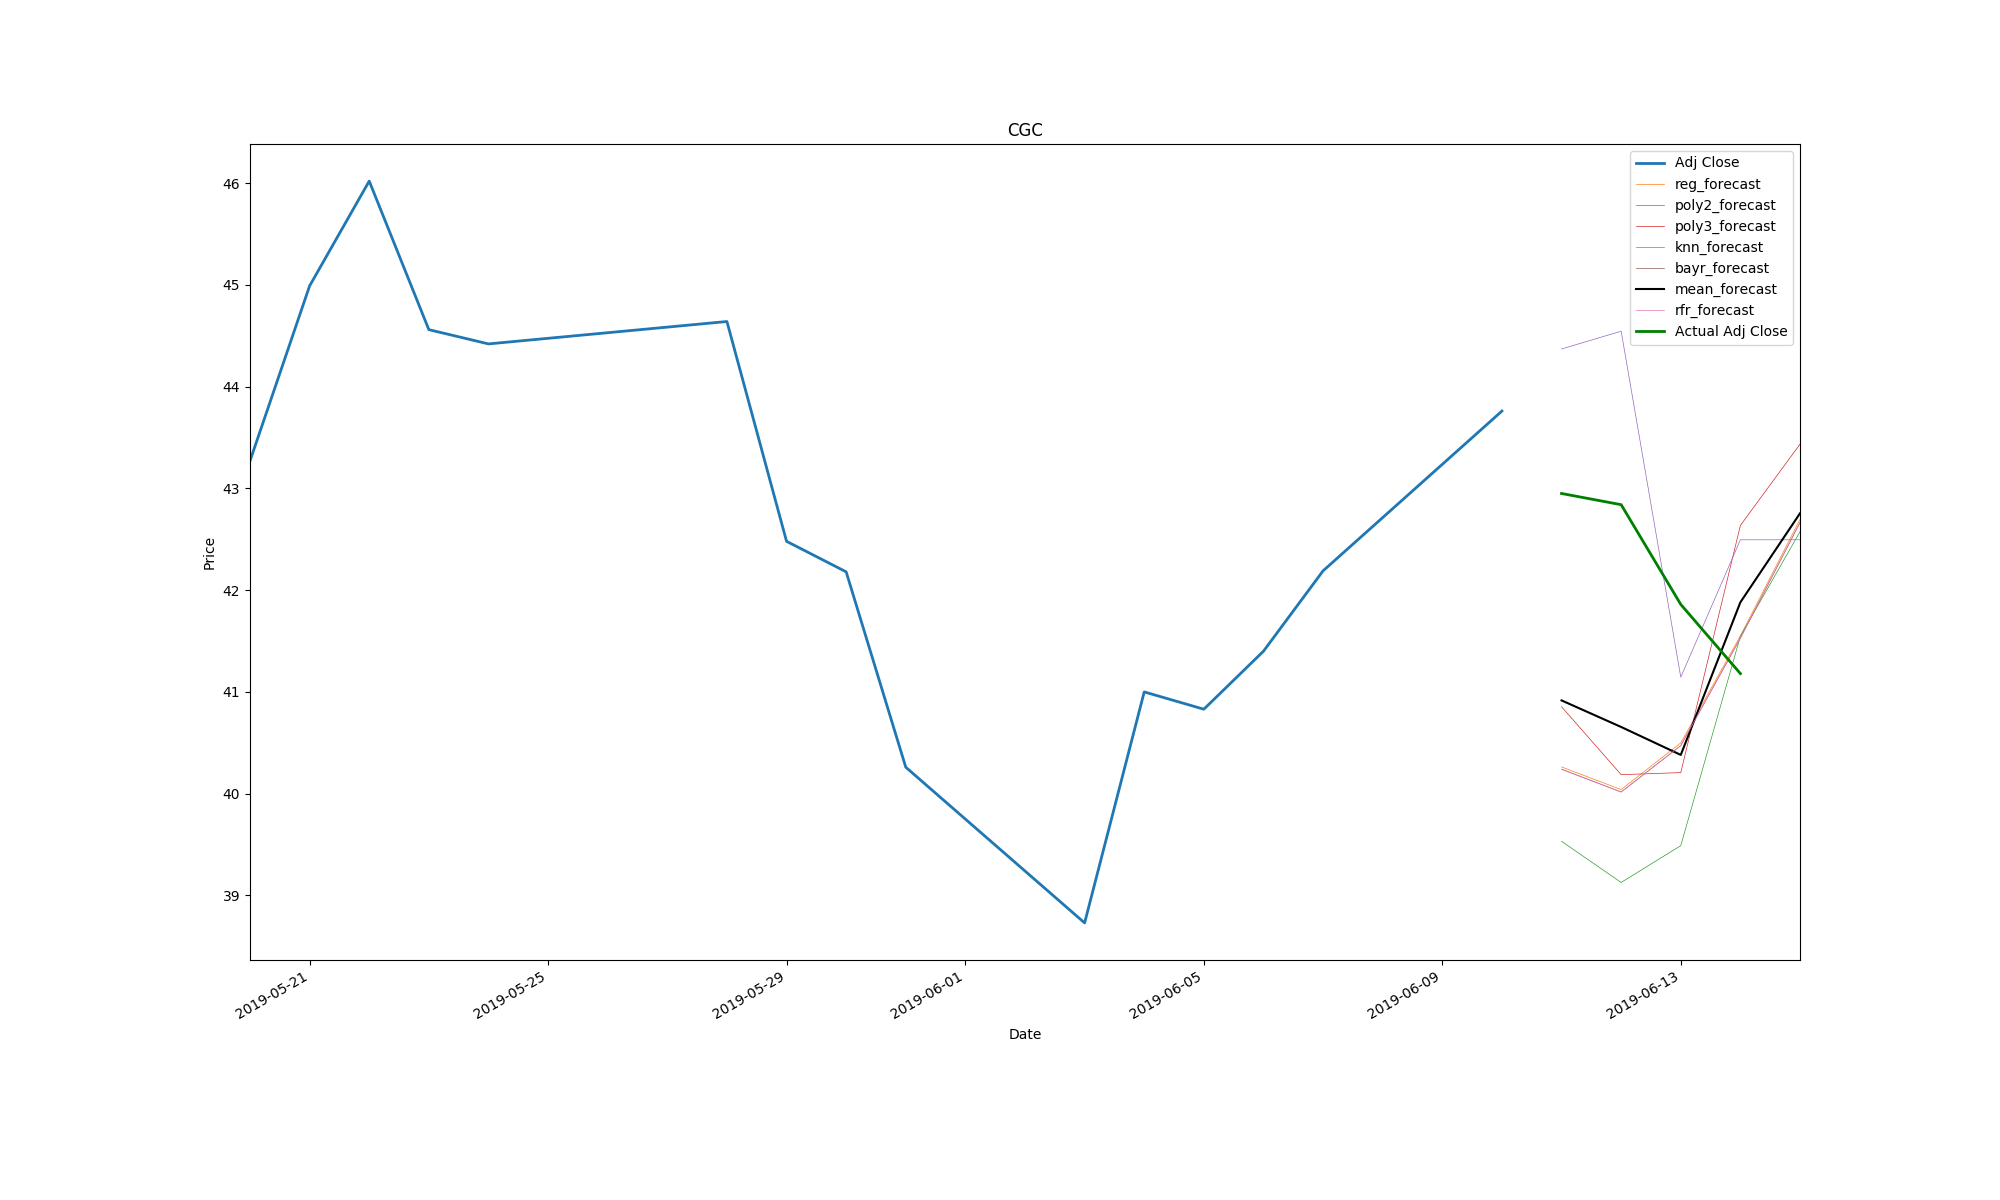 CGC
Adj Close
reg_forecast
poly2_forecast
poly3_forecast
knn_forecast
bayr_forecast
mean_forecast
rfr_forecast
Actual Adj Close
46
45
44
43
42
41
40
39
Price
2019-05-21
2019-05-25
2019-05-29
2019-06-01
2019-06-05
2019-06-09
2019-06-13
Date